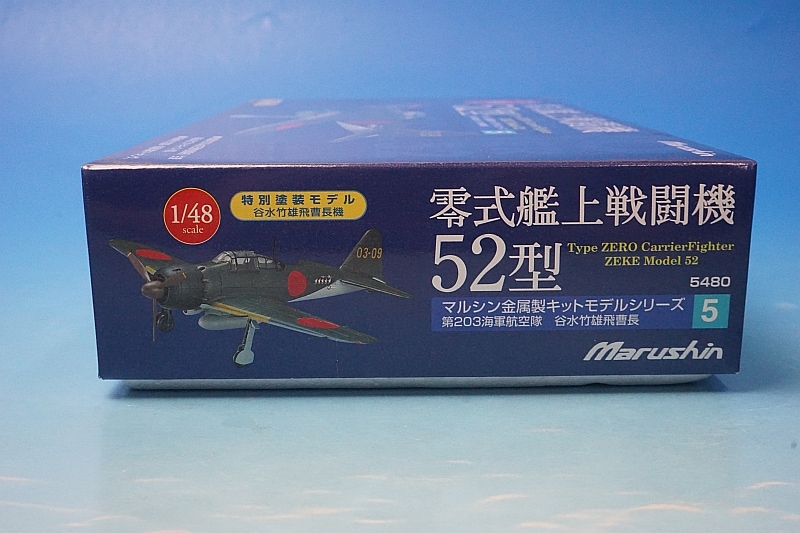 1/48
scale
特別塗装モデル
谷水竹雄飛曹長機
零式艦上戦闘機
52型
Type ZERO CarrierFighter
ZEKE Model 52
5480
マルシン金属製キットモデルシリーズ
第203海軍航空隊 谷水竹雄飛曹長
5
Marushin
03-09